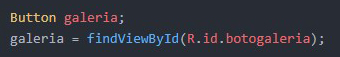 Button galeria;
galeria = findViewById(R.id.botogaleria);